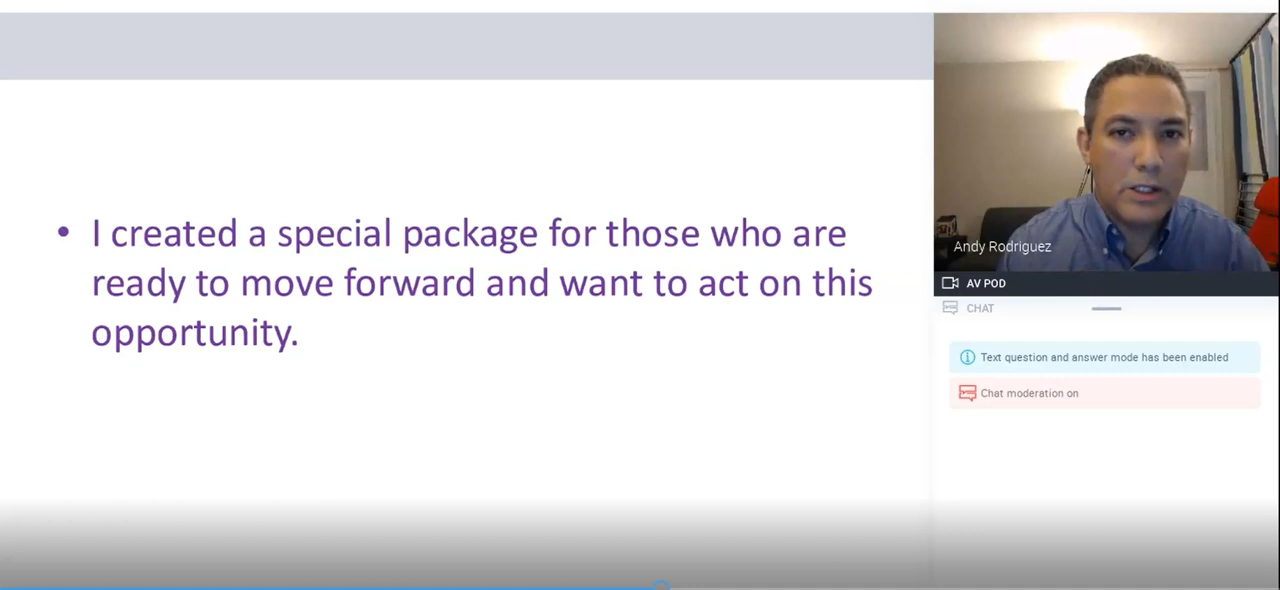 • I created a special package for those who are
ready to move forward and want to act on this
opportunity.
Andy Rodriguez
AV POD
CHAT
Text question and answer mode has been enabled
Chat moderation on